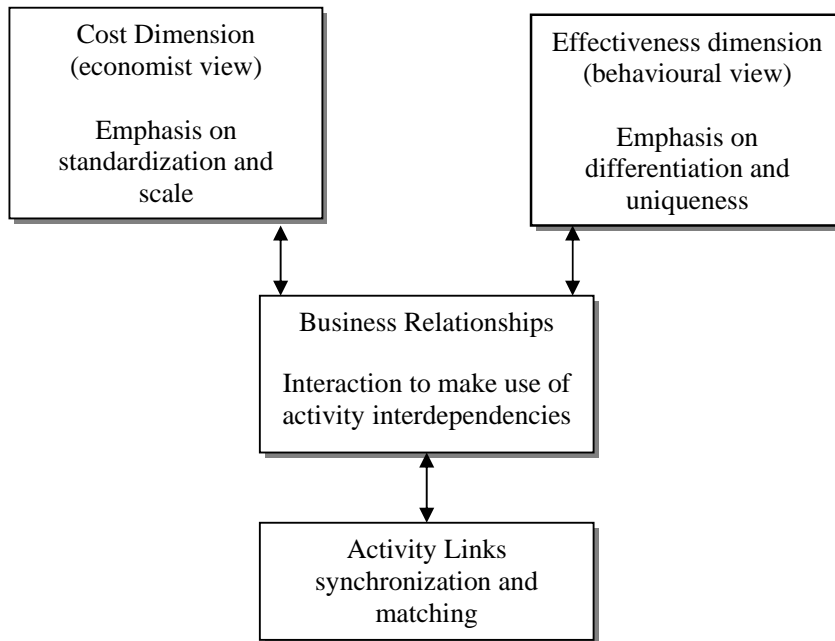 Cost Dimension
(economist view)
Emphasis on
standardization and
scale
Effectiveness dimension
(behavioural view)
Emphasis on
differentiation and
uniqueness
Business Relationships
Interaction to make use of
activity interdependencies
Activity Links
synchronization and
matching